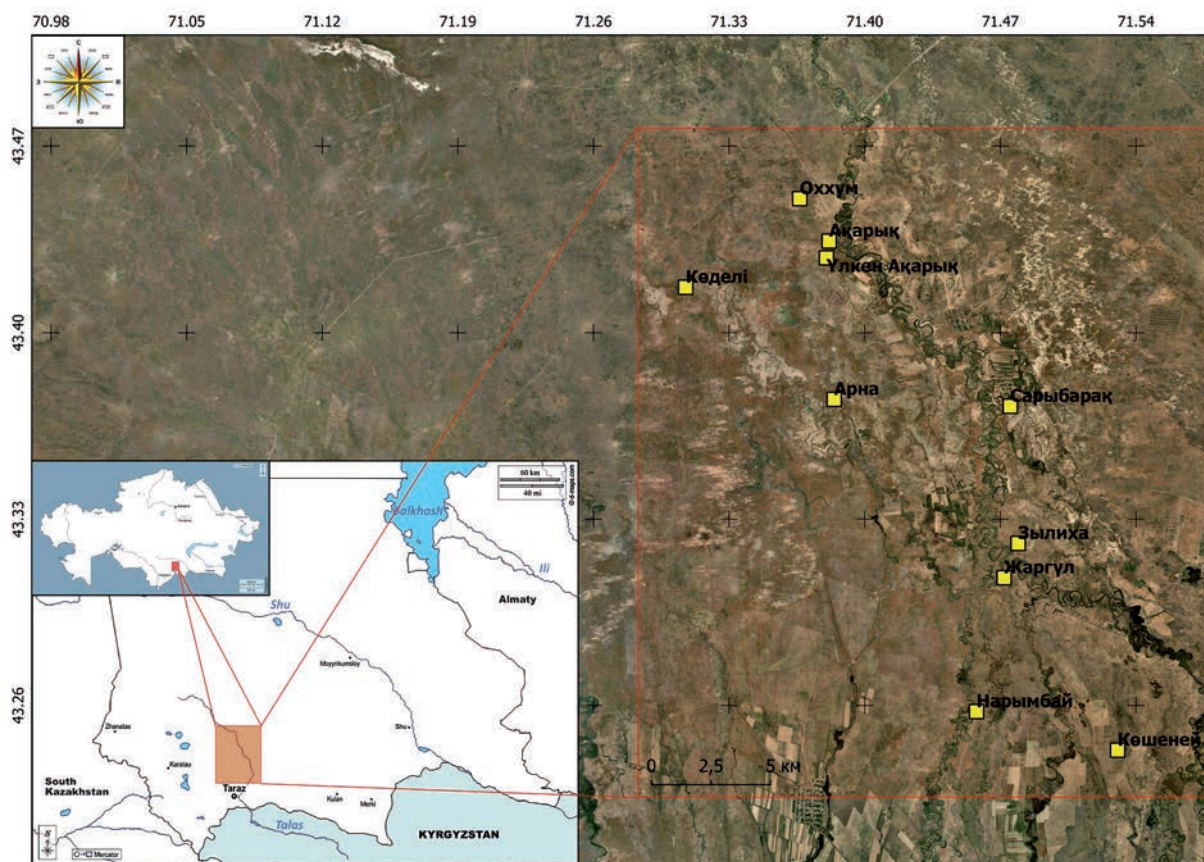 70.98 71.05 71.12 71.19 71.26 71.33 71.40 71.47 71.54
С
З
В
Ю
43.47
Оххүм
Ақарық
Үлкен Ақарық
Көделі
43.40
Арна
Сарыбарақ
60 km
40 mi
© d-maps.com
Balkhash
43.33
Зылиха
Жаргүл
Ili
Almaty
Shu
Moyynkumskiy
43.26
Нарымбай
Көшеней
Zhanatas
Shu
Karatau
0 2,5 5 км
South
Kazakhstan
Taraz
Kulan
Merki
Talas
KYRGYZSTAN
Mercator